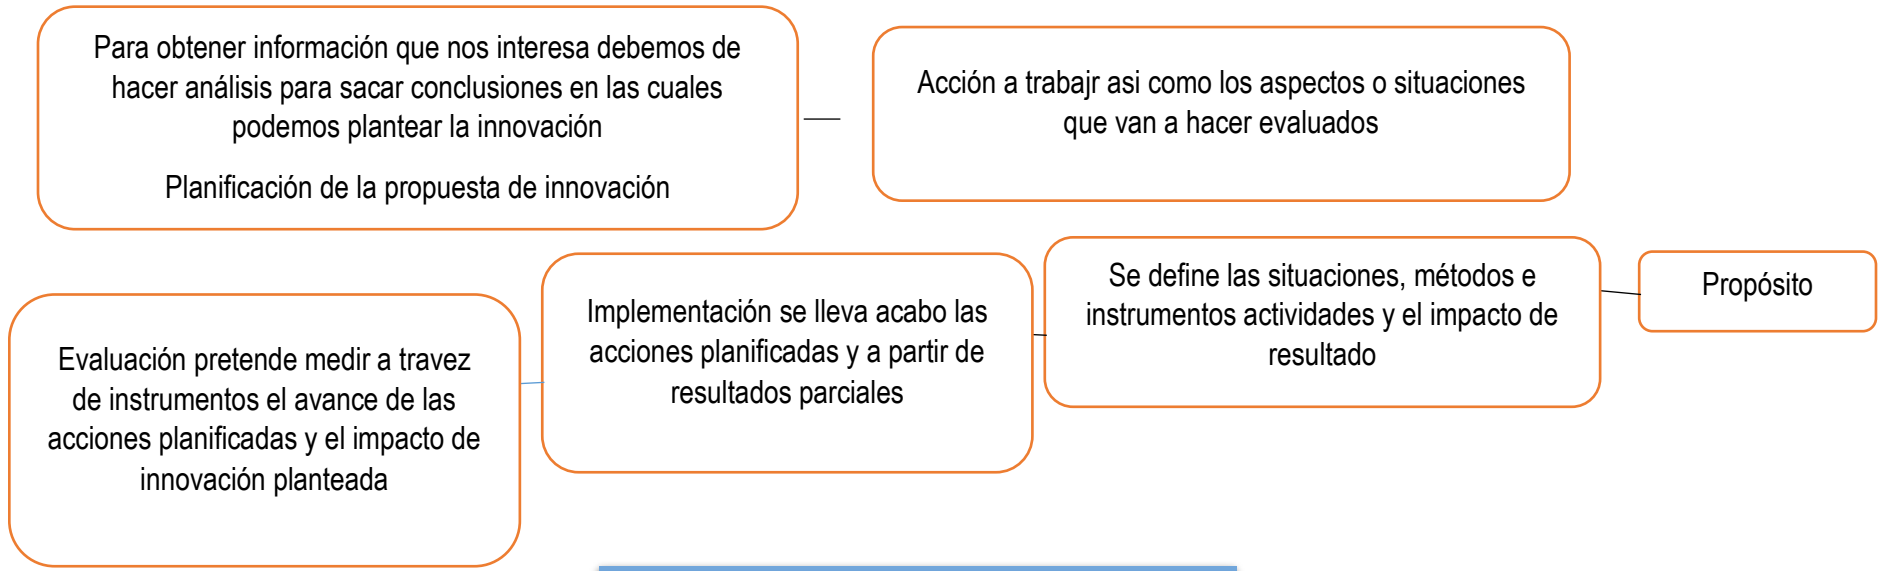 Para obtener información que nos interesa debemos de
hacer análisis para sacar conclusiones en las cuales
podemos plantear la innovación
Planificación de la propuesta de innovación
Acción a trabajr asi como los aspectos o situaciones
que van a hacer evaluados
Evaluación pretende medir a travez
de instrumentos el avance de las
acciones planificadas y el impacto de
innovación planteada
Implementación se lleva acabo las
acciones planificadas y a partir de
resultados parciales
Se define las situaciones, métodos e
instrumentos actividades y el impacto de
resultado
Propósito